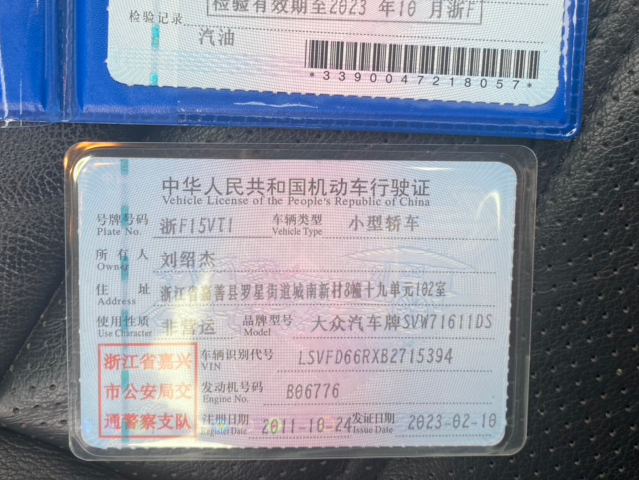 检验有效期至2023 年10 月浙F
检验记录
汽油
*3390047218057*
中华人民共和国机动车行驶证
Vehicle License of the People's Republic of China
号牌号码 浙F15VT1 车辆类型 小型轿车
Plate No. Vehicle Type
所有人 刘绍杰
Owner
住址 浙江省嘉善县罗星街道城南新村8幢十九单元102室
Address
使用性质 非营运 品牌型号 大众汽车牌SVW71611DS
Use Character Model
浙江省嘉兴
市公安局交
通警察支队
车辆识别代号 LSVFD66RXB2715394
VIN
发动机号码 B06776
Engine No.
注册日期 2011-10-24 发证日期 2023-02-10
Register Date Issue Date